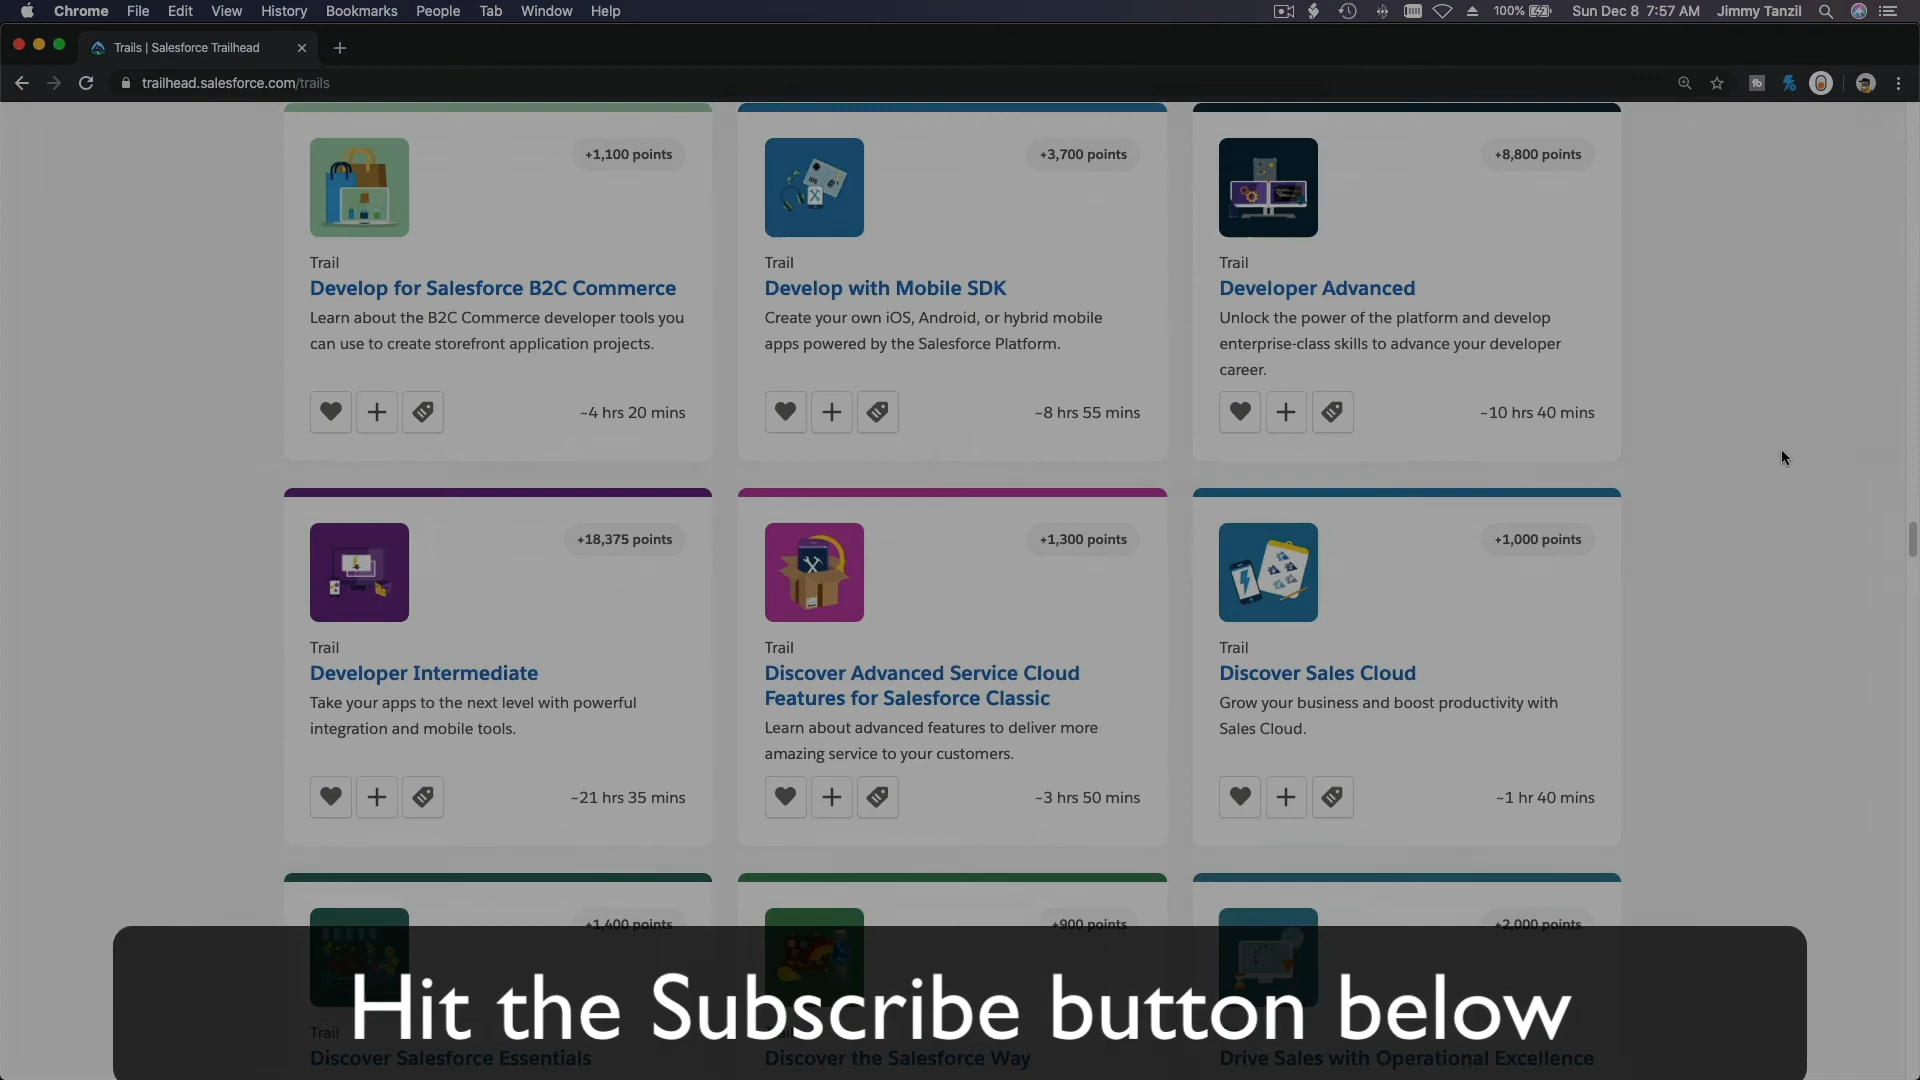 Chrome File Edit View History Bookmarks People Tab Window Help 100% Sun Dec 8 7:57 AM Jimmy Tanzil
Trails | Salesforce Trailhead
trailhead.salesforce.com/trails
+1,100 points
Trail
Develop for Salesforce B2C Commerce
Learn about the B2C Commerce developer tools you
can use to create storefront application projects.
~4 hrs 20 mins
+3,700 points
Trail
Develop with Mobile SDK
Create your own iOS, Android, or hybrid mobile
apps powered by the Salesforce Platform.
~8 hrs 55 mins
+8,800 points
Trail
Developer Advanced
Unlock the power of the platform and develop
enterprise-class skills to advance your developer
career.
~10 hrs 40 mins
+18,375 points
Trail
Developer Intermediate
Take your apps to the next level with powerful
integration and mobile tools.
~21 hrs 35 mins
+1,300 points
Trail
Discover Advanced Service Cloud
Features for Salesforce Classic
Learn about advanced features to deliver more
amazing service to your customers.
~3 hrs 50 mins
+1,000 points
Trail
Discover Sales Cloud
Grow your business and boost productivity with
Sales Cloud.
~1 hr 40 mins
+1,400 points
Trail
Discover Salesforce Essentials
+900 points
Discover the Salesforce Way
+2,000 points
Drive Sales with Operational Excellence
Hit the Subscribe button below